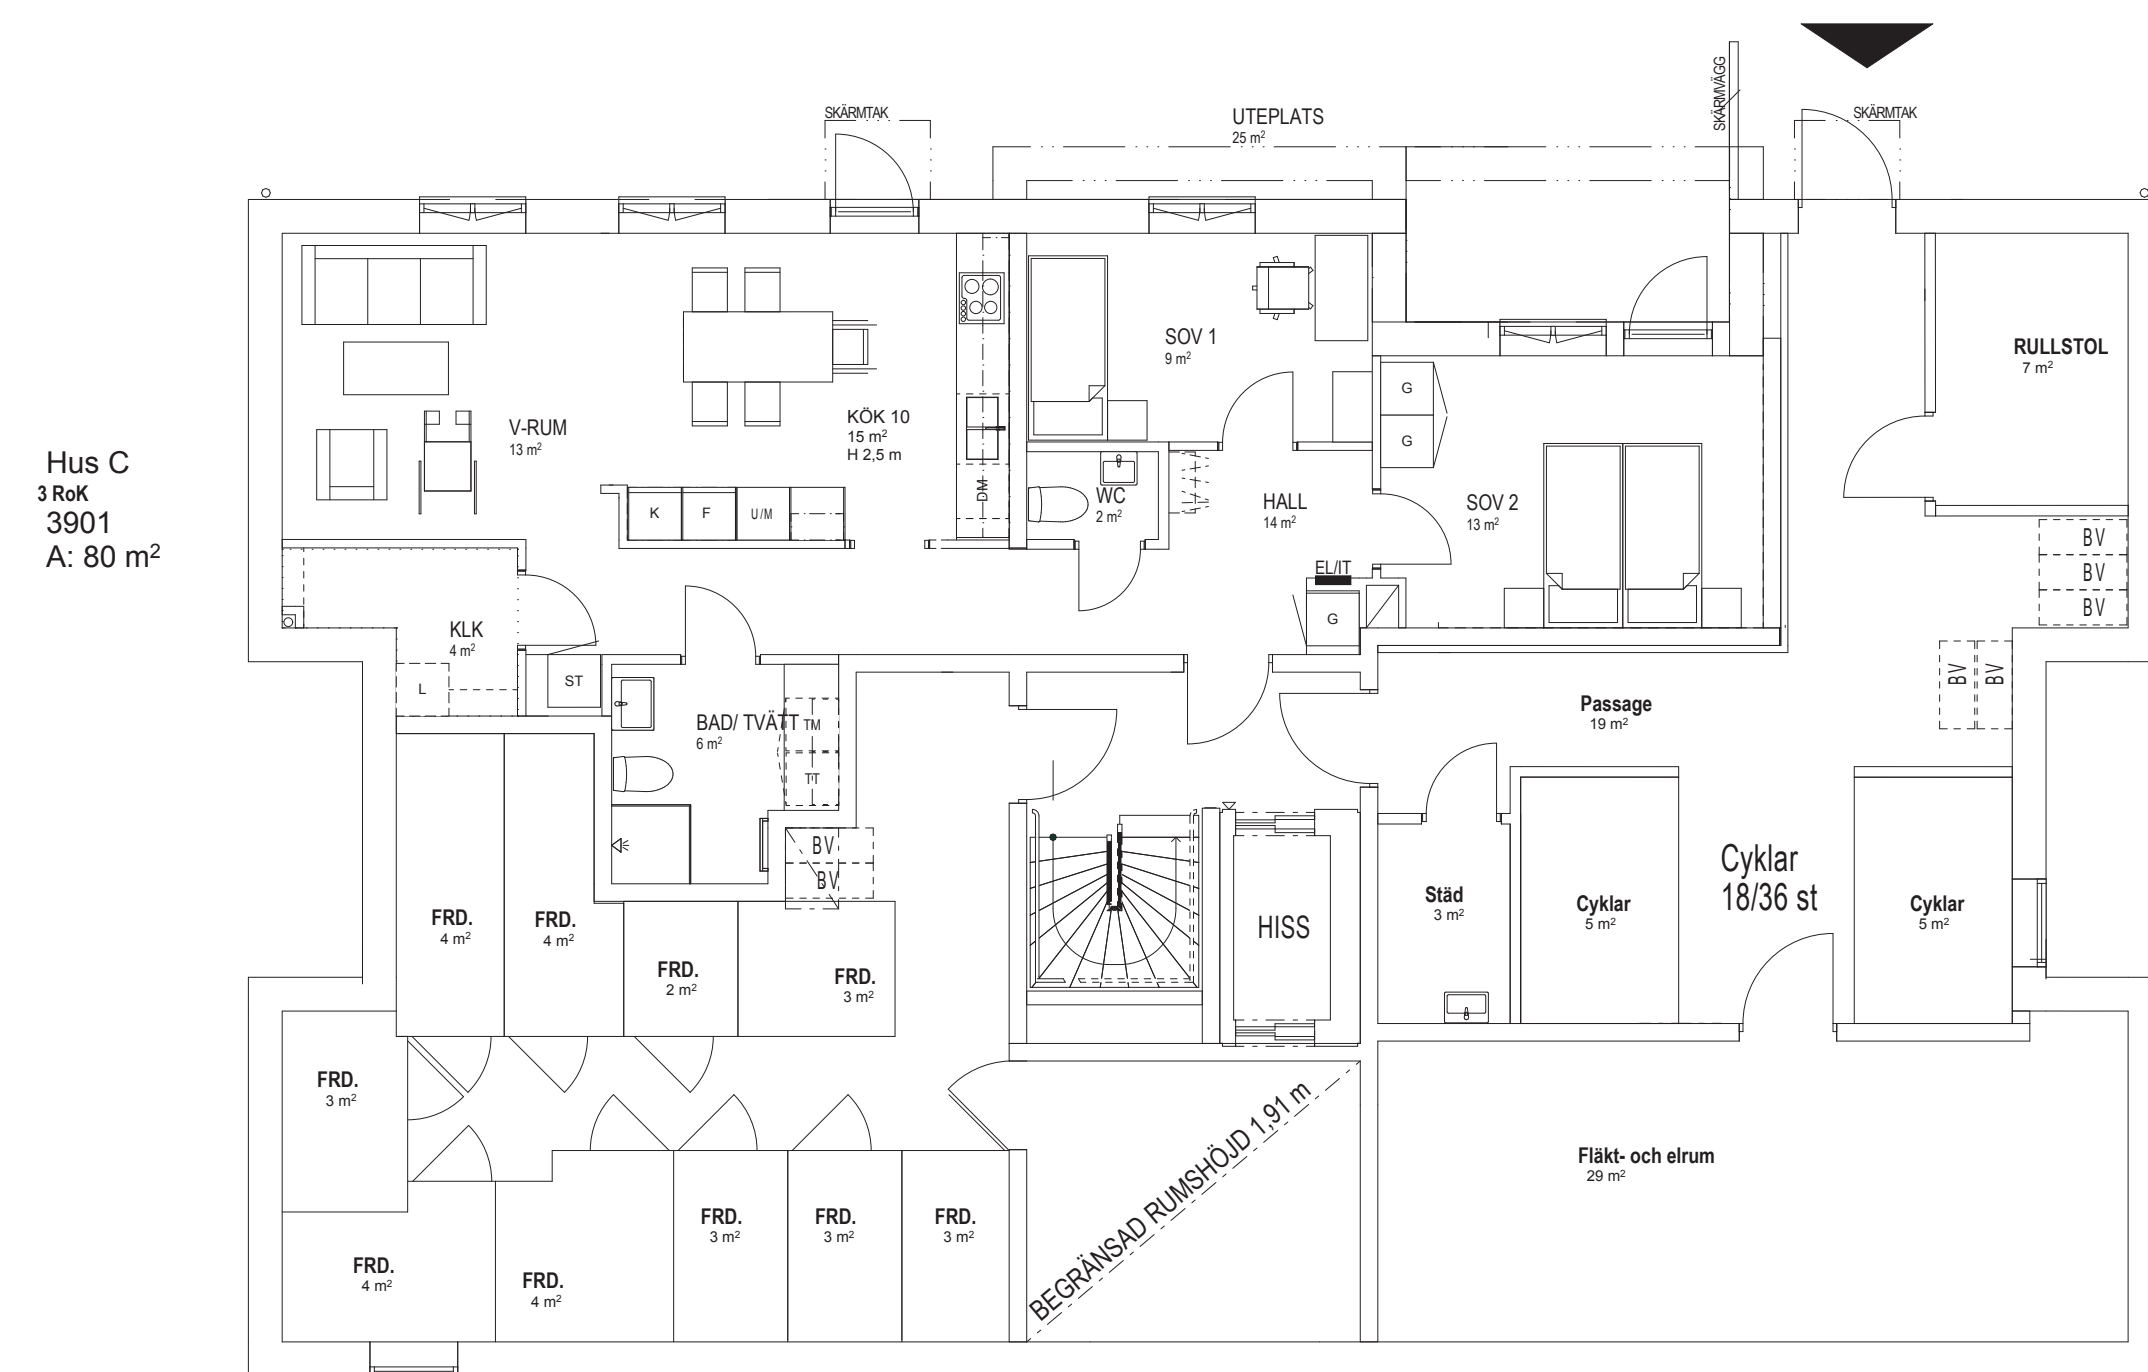 SKÄRMTAK
UTEPLATS
25 m²
SKÄRMVÄGG
SKÄRMTAK
Hus C
3 RoK
3901
A: 80 m²
V-RUM
13 m²
KÖK 10
15 m²
H 2,5 m
K
F
U/M
DM
SOV 1
9 m²
WC
2 m²
HALL
14 m²
EL/IT
G
G
G
SOV 2
13 m²
RULLSTOL
7 m²
BV
BV
BV
BV
BV
KLK
4 m²
L
ST
BAD/ TVÄTT
6 m²
TM
TT
BV
BV
Passage
19 m²
HISS
Städ
3 m²
Cyklar
5 m²
Cyklar
18/36 st
Cyklar
5 m²
FRD.
4 m²
FRD.
4 m²
FRD.
2 m²
FRD.
3 m²
FRD.
3 m²
FRD.
4 m²
FRD.
4 m²
FRD.
3 m²
FRD.
3 m²
FRD.
3 m²
BEGRÄNSAD RUMSHÖJD 1,91 m
Fläkt- och elrum
29 m²